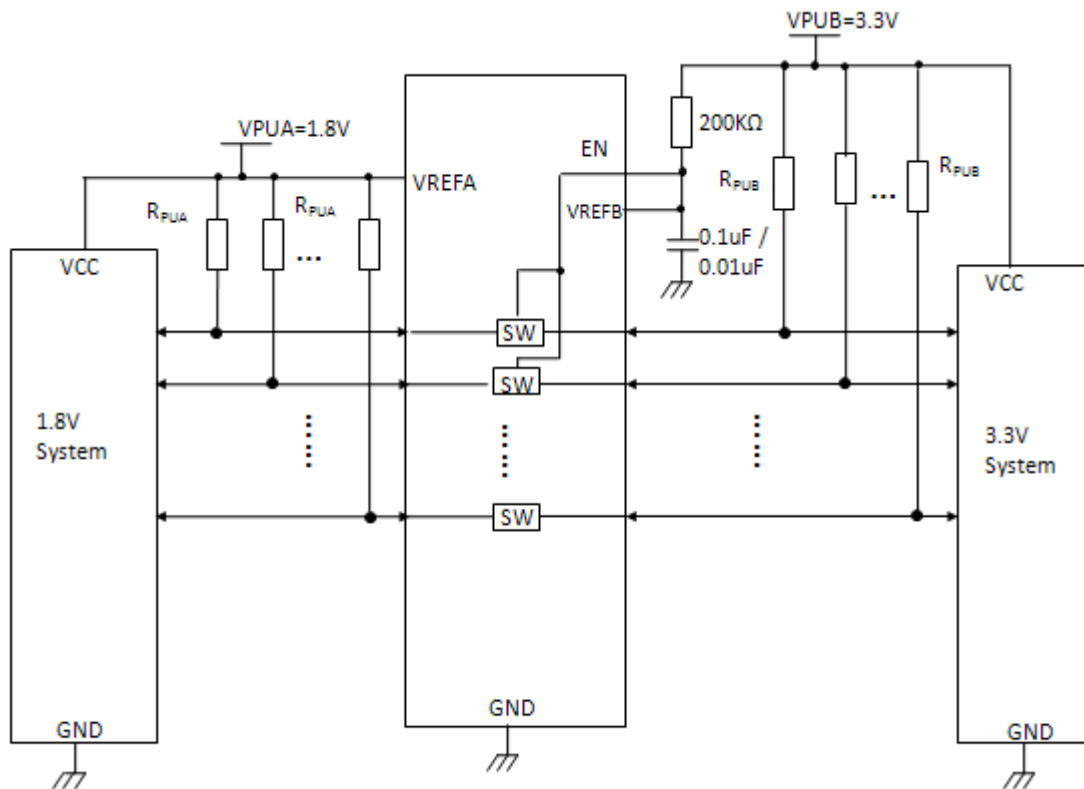 VPUB=3.3V
VPUA=1.8V
200KΩ
EN
VREFA
RPUB
RPUB
...
RPUA
RPUA
VREFB
...
0.1uF /
0.01uF
VCC
VCC
SW
SW
1.8V
System
3.3V
System
SW
GND
GND
GND